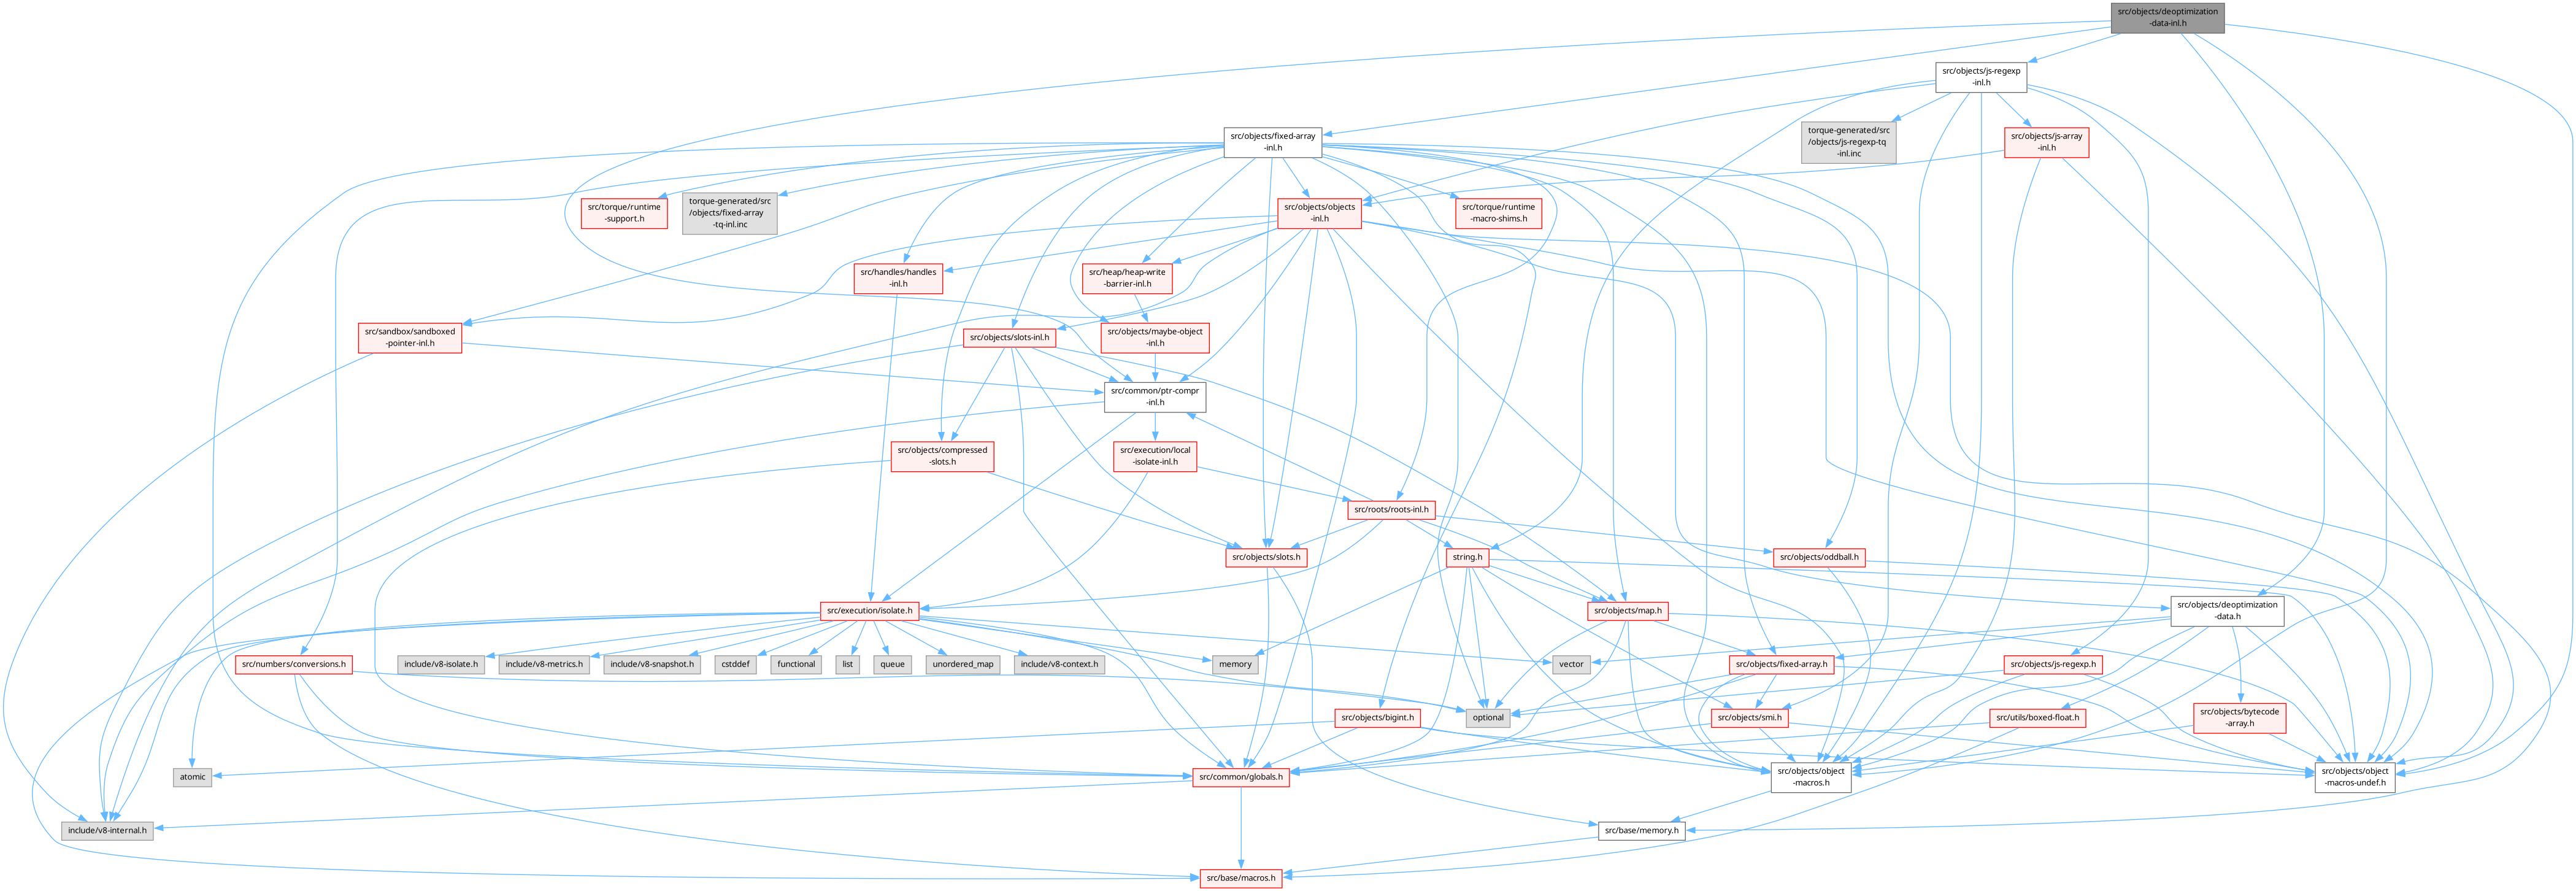 src/objects/deoptimization
-data-inl.h
src/objects/js-regexp
-inl.h
src/objects/fixed-array
-inl.h
torque-generated/src
/objects/js-regexp-tq
-inl.inc
src/objects/js-array
-inl.h
src/torque/runtime
-support.h
torque-generated/src
/objects/fixed-array
-tq-inl.inc
src/objects/objects
-inl.h
src/torque/runtime
-macro-shims.h
src/handles/handles
-inl.h
src/heap/heap-write
-barrier-inl.h
src/sandbox/sandboxed
-pointer-inl.h
src/objects/slots-inl.h
src/objects/maybe-object
-inl.h
src/common/ptr-compr
-inl.h
src/objects/compressed
-slots.h
src/execution/local
-isolate-inl.h
src/roots/roots-inl.h
src/objects/slots.h
string.h
src/objects/oddball.h
src/execution/isolate.h
src/objects/map.h
src/objects/deoptimization
-data.h
src/numbers/conversions.h
include/v8-isolate.h
include/v8-metrics.h
include/v8-snapshot.h
cstddef
functional
list
queue
unordered_map
include/v8-context.h
memory
vector
src/objects/fixed-array.h
src/objects/js-regexp.h
optional
src/objects/bigint.h
src/objects/smi.h
src/utils/boxed-float.h
src/objects/bytecode
-array.h
atomic
src/common/globals.h
src/objects/object
-macros.h
src/objects/object
-macros-undef.h
include/v8-internal.h
src/base/memory.h
src/base/macros.h